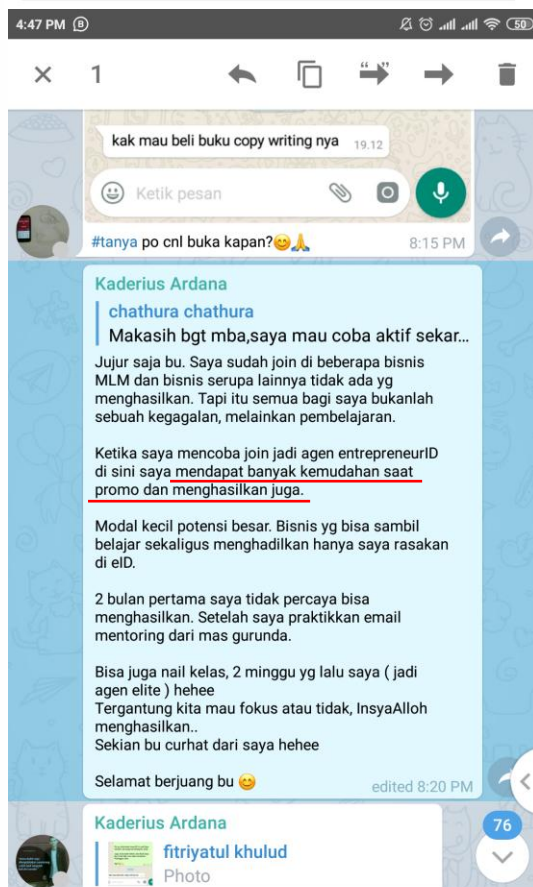 4:47 PM
50
1
kak mau beli buku copy writing nya 19.12
Ketik pesan
#tanya po cnl buka kapan?😊🙏 8:15 PM
Kaderius Ardana
chathura chathura
Makasih bgt mba,saya mau coba aktif sekar...
Jujur saja bu. Saya sudah join di beberapa bisnis
MLM dan bisnis serupa lainnya tidak ada yg
menghasilkan. Tapi itu semua bagi saya bukanlah
sebuah kegagalan, melainkan pembelajaran.
Ketika saya mencoba join jadi agen entrepreneurID
di sini saya mendapat banyak kemudahan saat
promo dan menghasilkan juga.
Modal kecil potensi besar. Bisnis yg bisa sambil
belajar sekaligus menghadilkan hanya saya rasakan
di eID.
2 bulan pertama saya tidak percaya bisa
menghasilkan. Setelah saya praktikkan email
mentoring dari mas gurunda.
Bisa juga nail kelas, 2 minggu yg lalu saya ( jadi
agen elite ) hehee
Tergantung kita mau fokus atau tidak, InsyaAlloh
menghasilkan..
Sekian bu curhat dari saya hehee
Selamat berjuang bu 😊
edited 8:20 PM
Kaderius Ardana
76
fitriyatul khulud
Photo